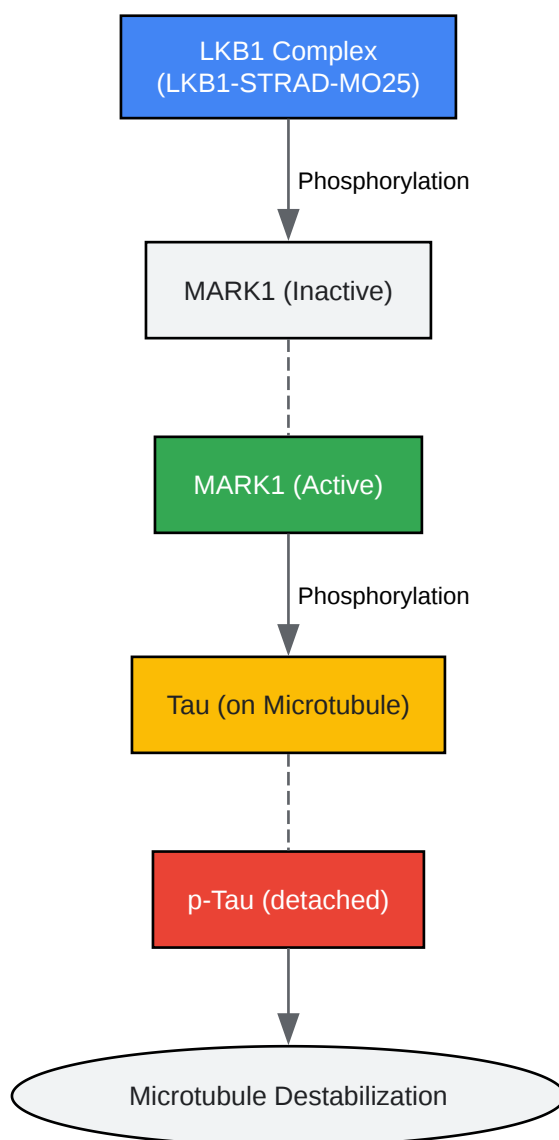 LKB1 Complex
(LKB1-STRAD-MO25)
Phosphorylation
MARK1 (Inactive)
MARK1 (Active)
Phosphorylation
Tau (on Microtubule)
p-Tau (detached)
Microtubule Destabilization